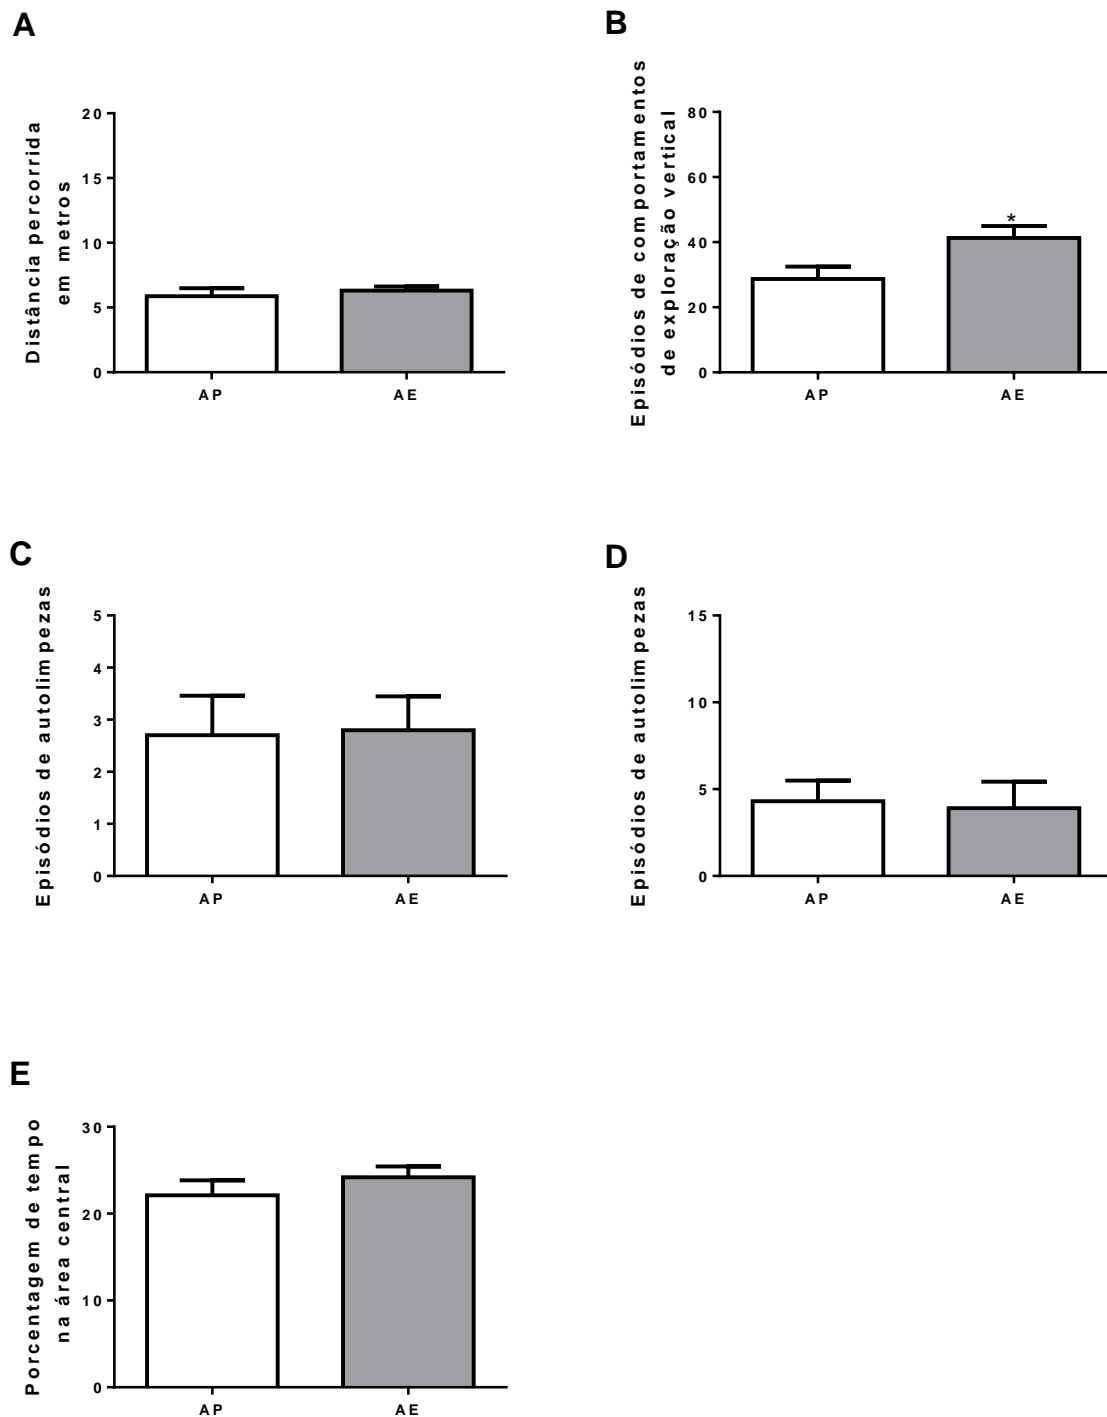 A
Distância percorrida
em metros
20
15
10
5
0
AP
AE
B
Episódios de comportamentos
de exploração vertical
80
60
40
20
0
*
AP
AE
C
Episódios de autolimpezas
5
4
3
2
1
0
AP
AE
D
Episódios de autolimpezas
15
10
5
0
AP
AE
E
Porcentagem de tempo
na área central
30
20
10
0
AP
AE